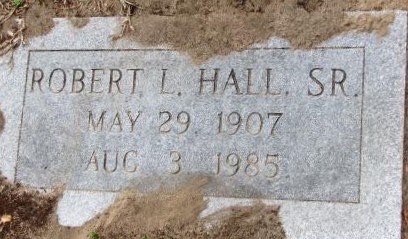 ROBERT L. HALL. SR.
MAY 29. 1907
AUG 3. 1985